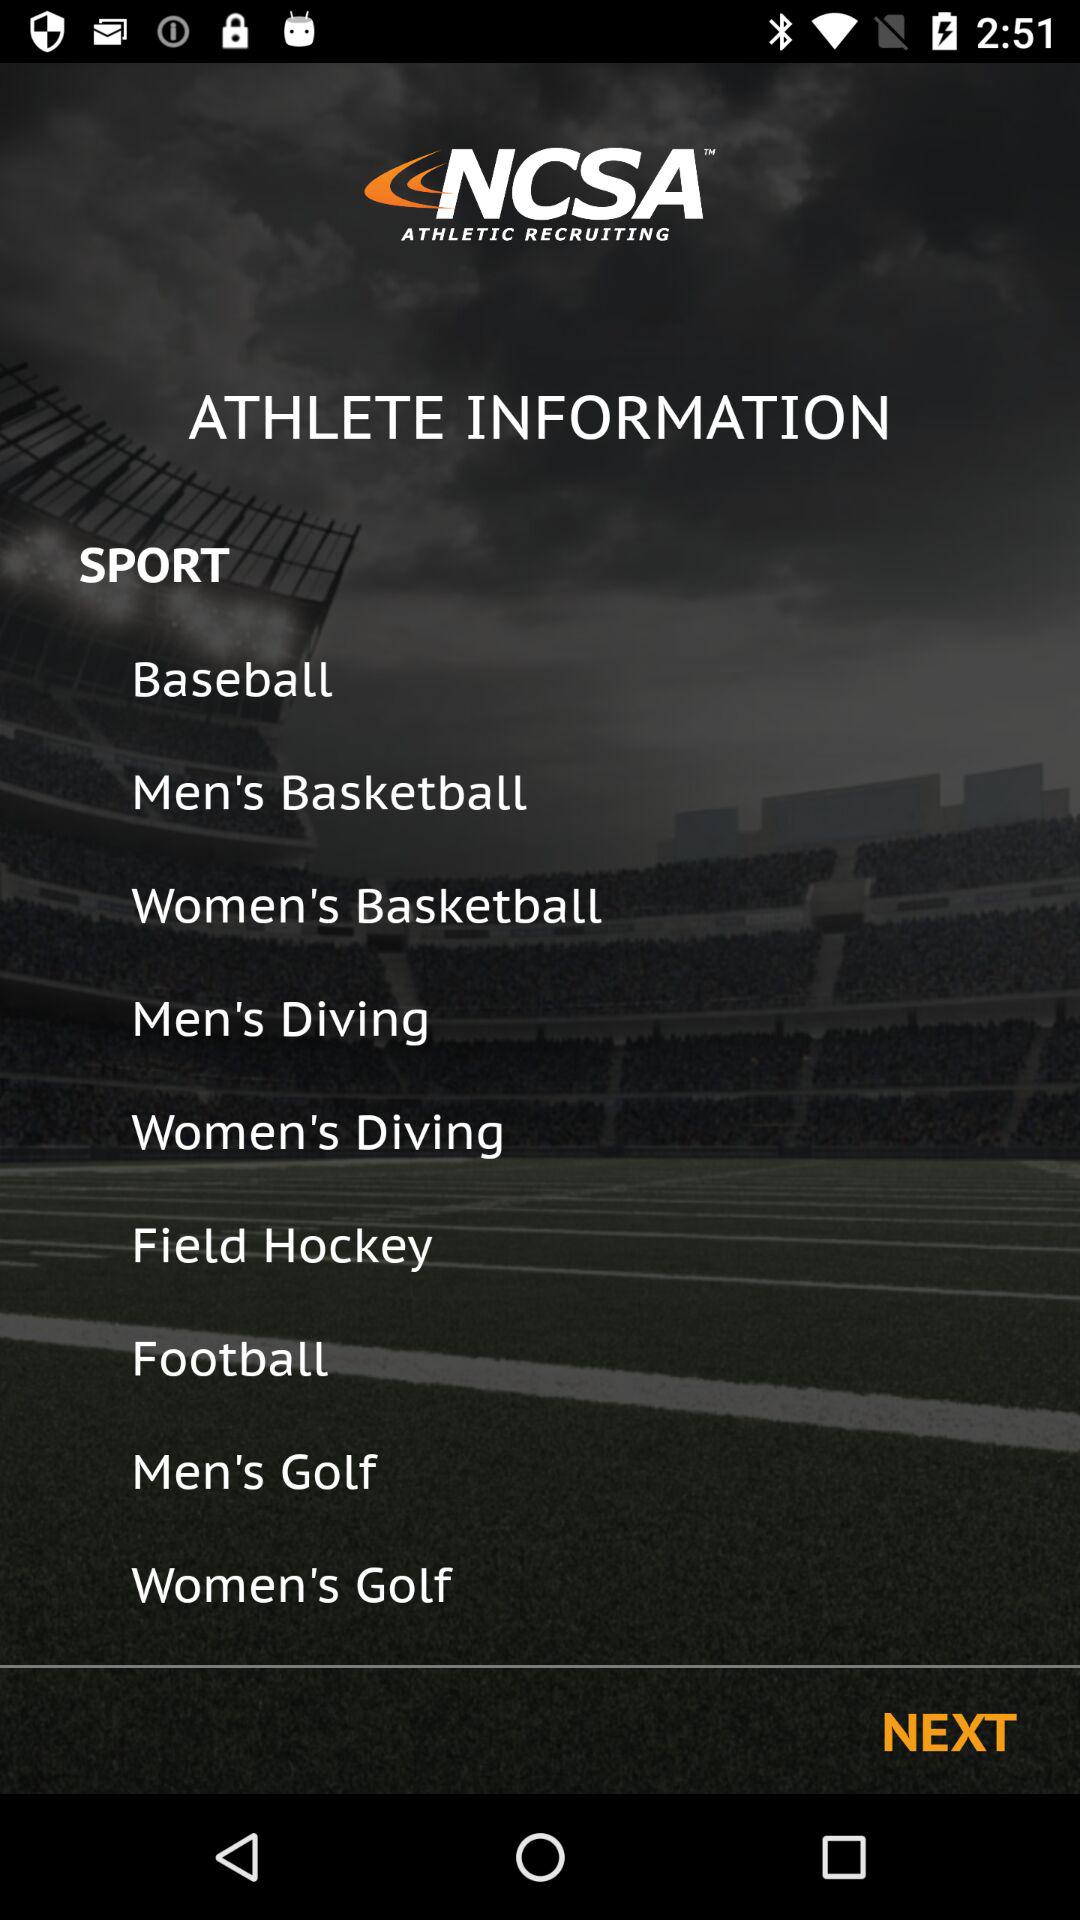 2:51
NCSA™
ATHLETIC RECRUITING
ATHLETE INFORMATION
SPORT
Baseball
Men's Basketball
Women's Basketball
Men's Diving
Women's Diving
Field Hockey
Football
Men's Golf
Women's Golf
NEXT